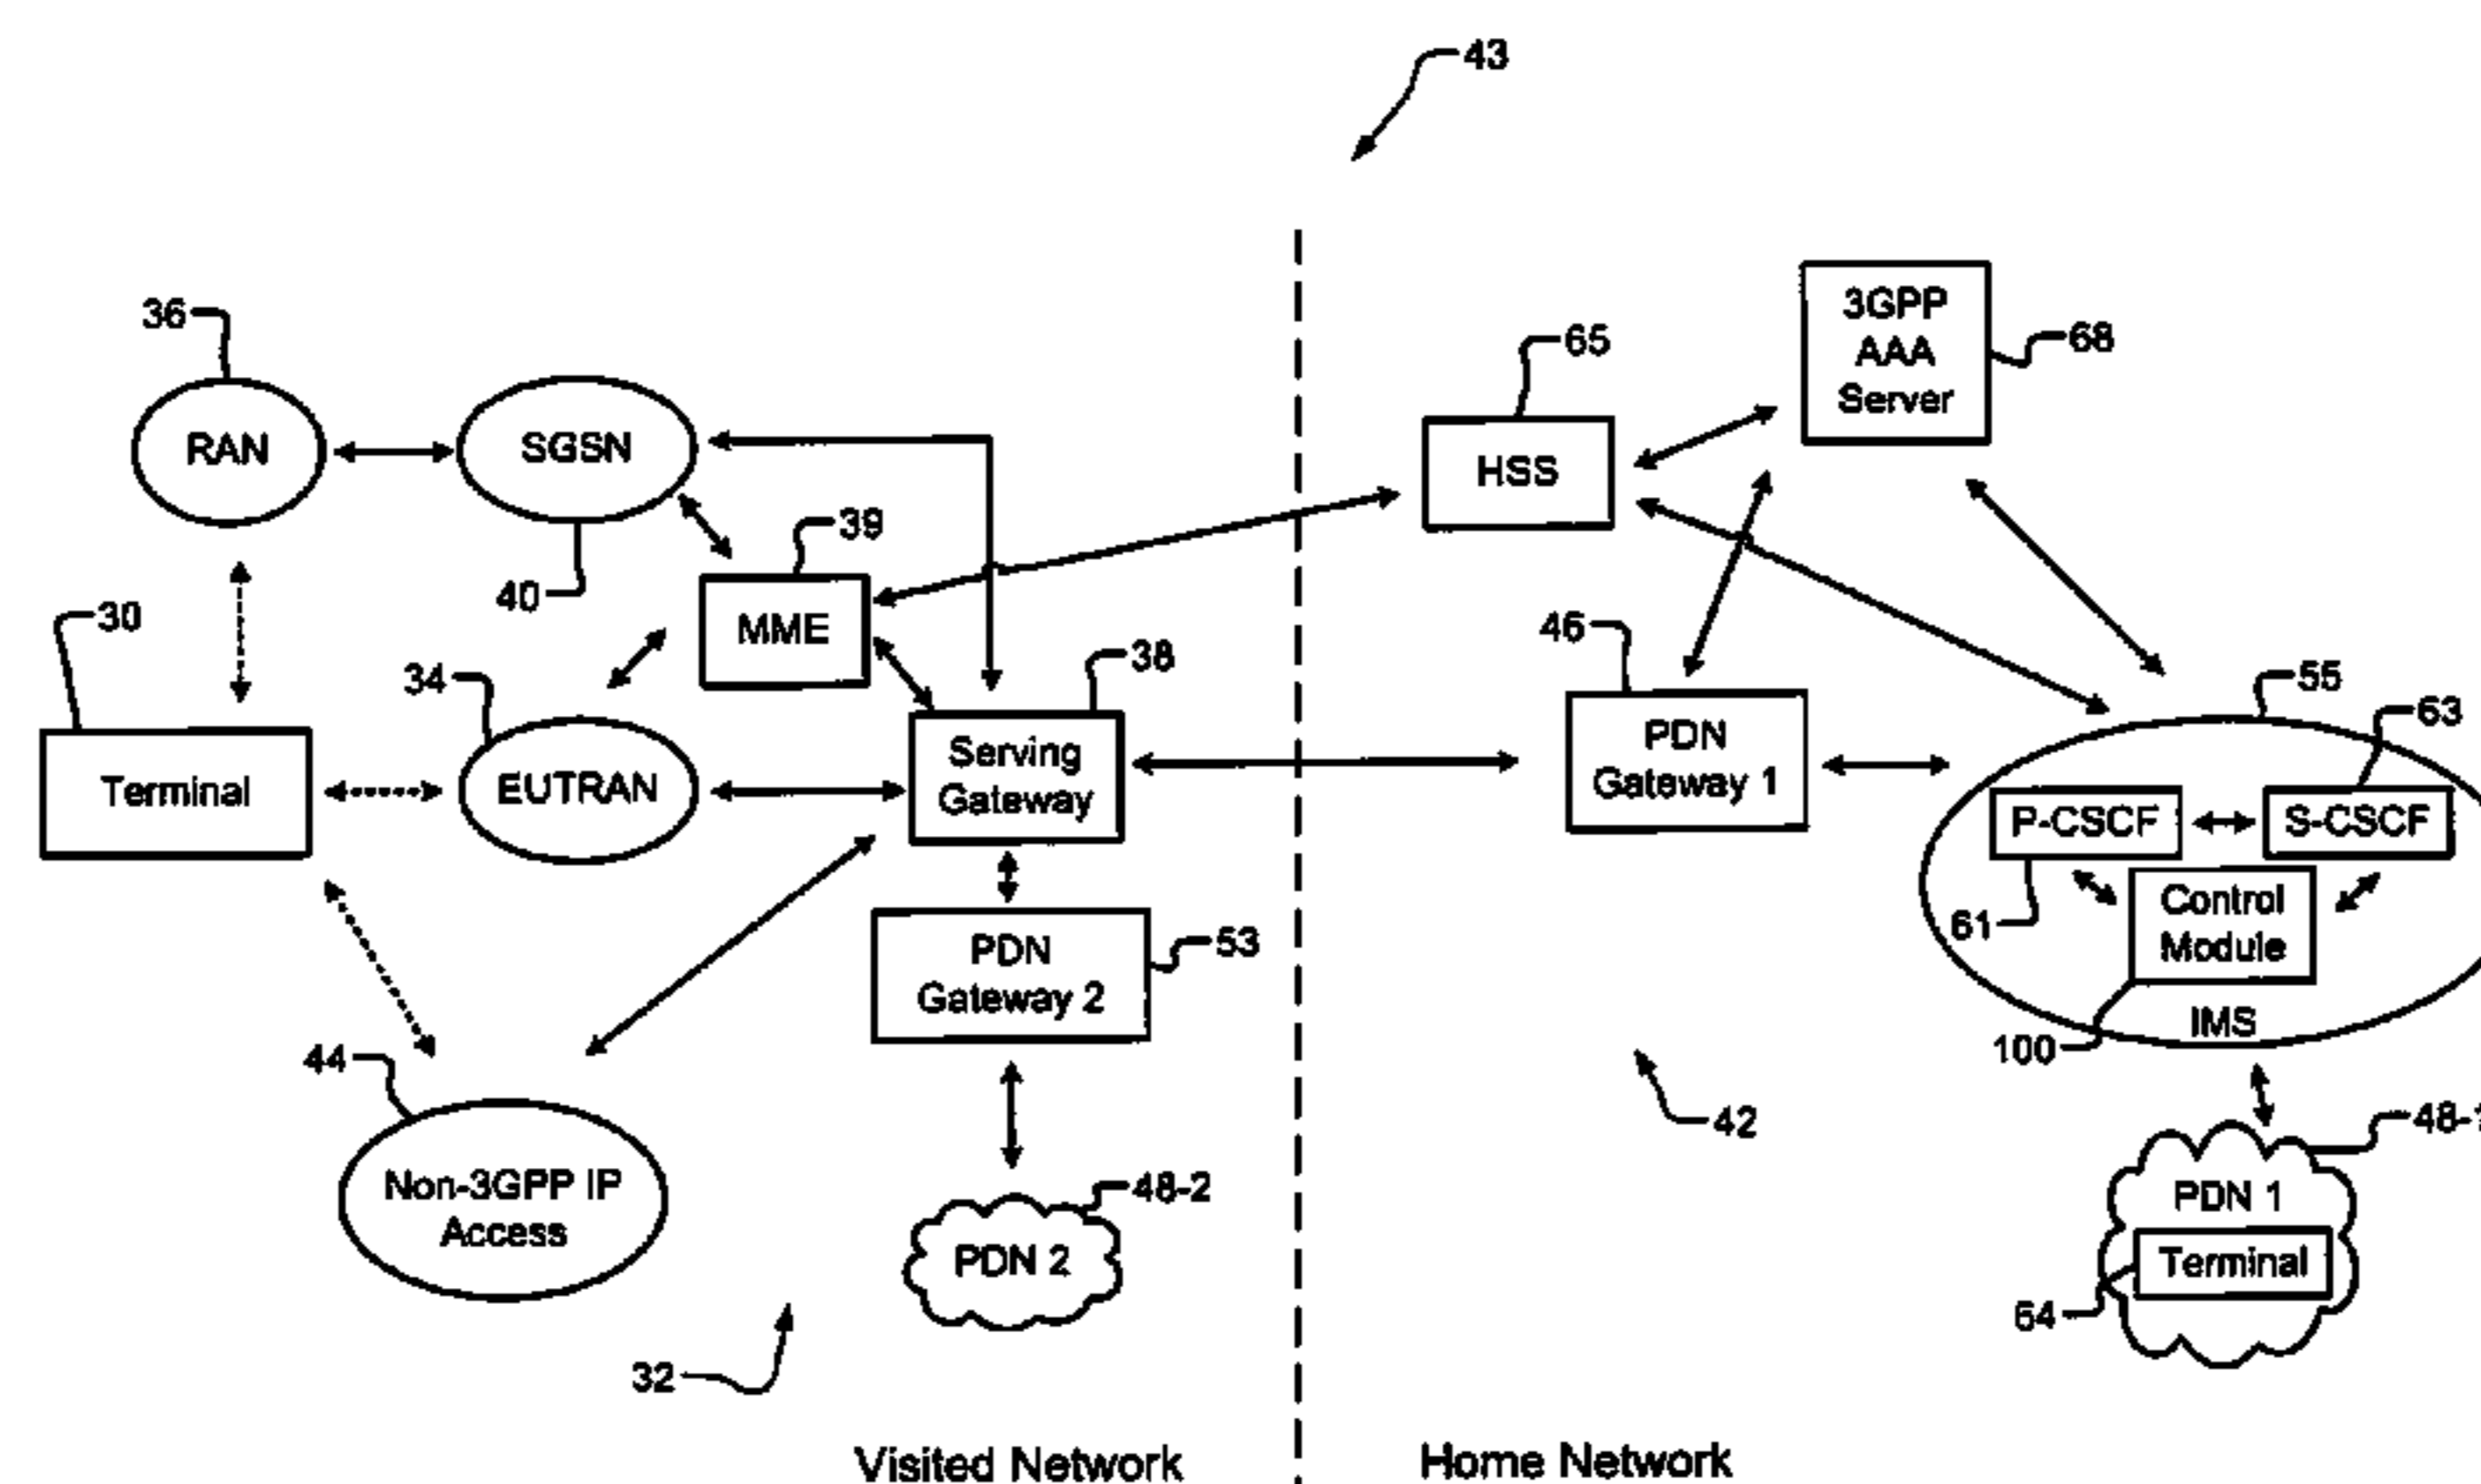 43
36
RAN
SGSN
40
39
MME
30
Terminal
34
EUTRAN
38
Serving
Gateway
PDN
Gateway 2
53
44
Non-3GPP IP
Access
48-2
PDN 2
32
Visited Network
65
HSS
3GPP
AAA
Server
68
46
PDN
Gateway 1
55
63
P-CSCF
S-CSCF
61
Control
Module
100
IMS
42
48-1
PDN 1
Terminal
64
Home Network